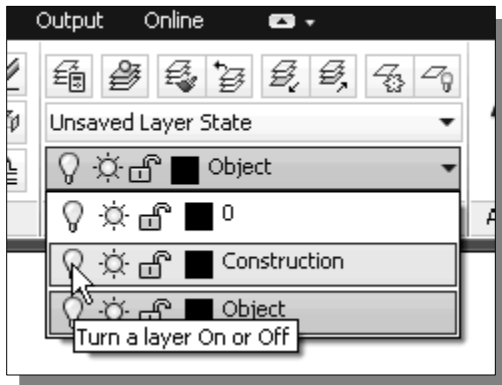 Output Online
Unsaved Layer State
Object
0
Construction
Object
Turn a layer On or Off